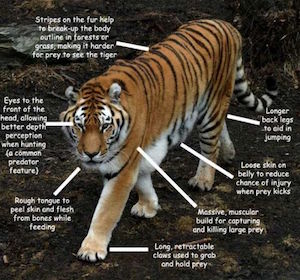 Stripes on the fur help
to break-up the body
outline in forests or
grass, making it harder
for prey to see the tiger
Eyes to the
front of the
head, allowing
better depth
perception
when hunting
(a common
predator
feature)
Longer
back legs
to aid in
jumping
Loose skin on
belly to reduce
chance of injury
when prey kicks
Rough tongue to
peel skin and flesh
from bones while
feeding
Massive, muscular
build for capturing
and killing large prey
Long, retractable
claws used to grab
and hold prey